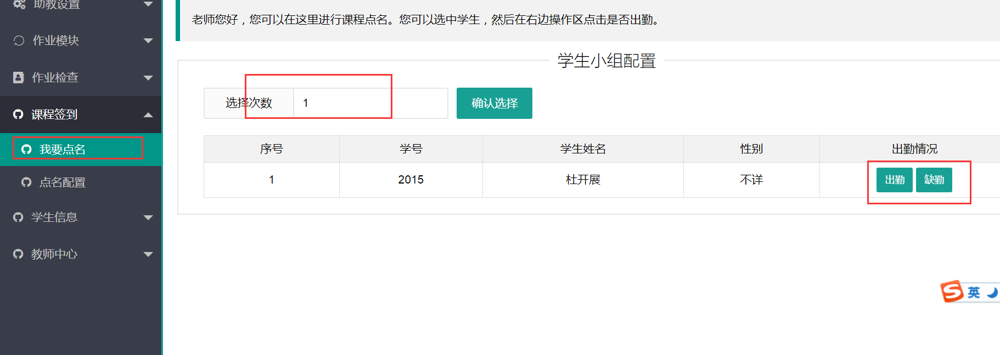 助教设置
作业模块
作业检查
课程签到
我要点名
点名配置
学生信息
教师中心
老师您好，您可以在这里进行课程点名。您可以选中学生，然后在右边操作区点击是否出勤。
学生小组配置
选择次数 1 确认选择
序号 学号 学生姓名 性别 出勤情况
1 2015 杜开展 不详 出勤 缺勤
S 英